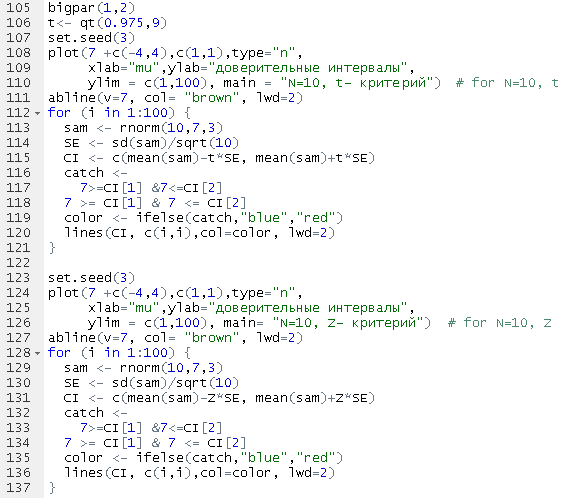 105 bigpar(1,2)
106 t<- qt(0.975,9)
107 set.seed(3)
108 plot(7 +c(-4,4),c(1,1),type="n",
109      xlab="mu",ylab="доверительные интервалы",
110      ylim = c(1,100), main = "N=10, t- критерий")  # for N=10, t
111 abline(v=7, col= "brown", lwd=2)
112 for (i in 1:100) {
113   sam <- rnorm(10,7,3)
114   SE <- sd(sam)/sqrt(10)
115   CI <- c(mean(sam)-t*SE, mean(sam)+t*SE)
116   catch <-
117     7>=CI[1] &7<=CI[2]
118   7 >= CI[1] & 7 <= CI[2]
119   color <- ifelse(catch,"blue","red")
120   lines(CI, c(i,i),col=color, lwd=2)
121 }
122
123 set.seed(3)
124 plot(7 +c(-4,4),c(1,1),type="n",
125      xlab="mu",ylab="доверительные интервалы",
126      ylim = c(1,100), main= "N=10, Z- критерий")  # for N=10, Z
127 abline(v=7, col= "brown", lwd=2)
128 for (i in 1:100) {
129   sam <- rnorm(10,7,3)
130   SE <- sd(sam)/sqrt(10)
131   CI <- c(mean(sam)-Z*SE, mean(sam)+Z*SE)
132   catch <-
133     7>=CI[1] &7<=CI[2]
134   7 >= CI[1] & 7 <= CI[2]
135   color <- ifelse(catch,"blue","red")
136   lines(CI, c(i,i),col=color, lwd=2)
137 }